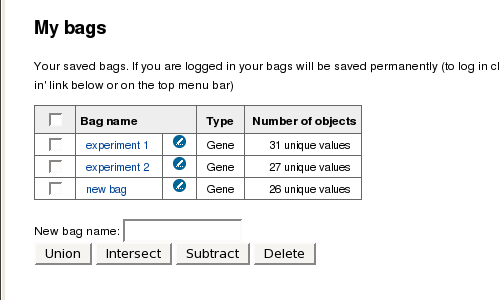 My bags
Your saved bags. If you are logged in your bags will be saved permanently (to log in cl
in' link below or on the top menu bar)
Bag name Type Number of objects
experiment 1 Gene 31 unique values
experiment 2 Gene 27 unique values
new bag Gene 26 unique values
New bag name:
Union Intersect Subtract Delete